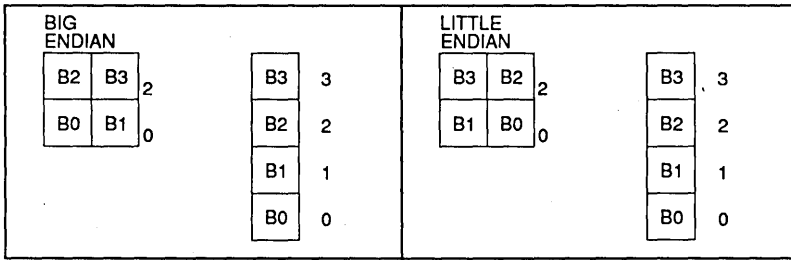 BIG
ENDIAN
B2 B3 2
B0 B1 0
B3 3
B2 2
B1 1
B0 0
LITTLE
ENDIAN
B3 B2 2
B1 B0 0
B3 3
B2 2
B1 1
B0 0